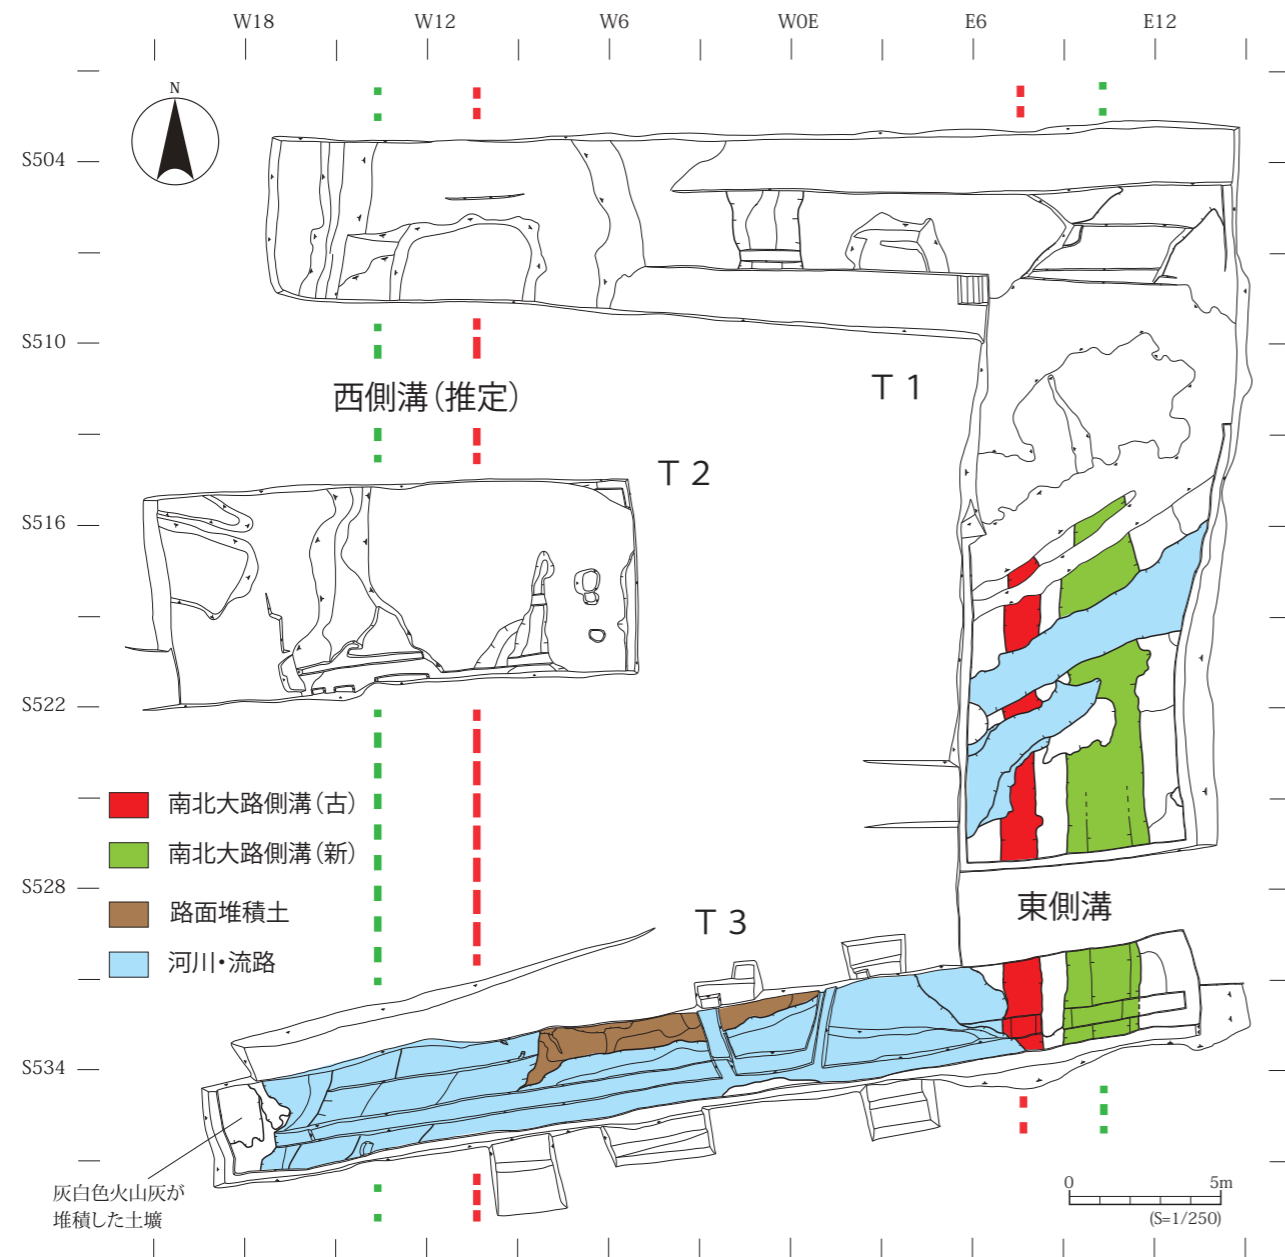 W18 W12 W6 W0E E6 E12
N
S504
S510
T 1
西側溝（推定）
T 2
S516
S522
南北大路側溝（古）
南北大路側溝（新）
路面堆積土
河川・流路
S528
東側溝
T 3
S534
灰白色火山灰が
堆積した土壙
0 5m
(S=1/250)